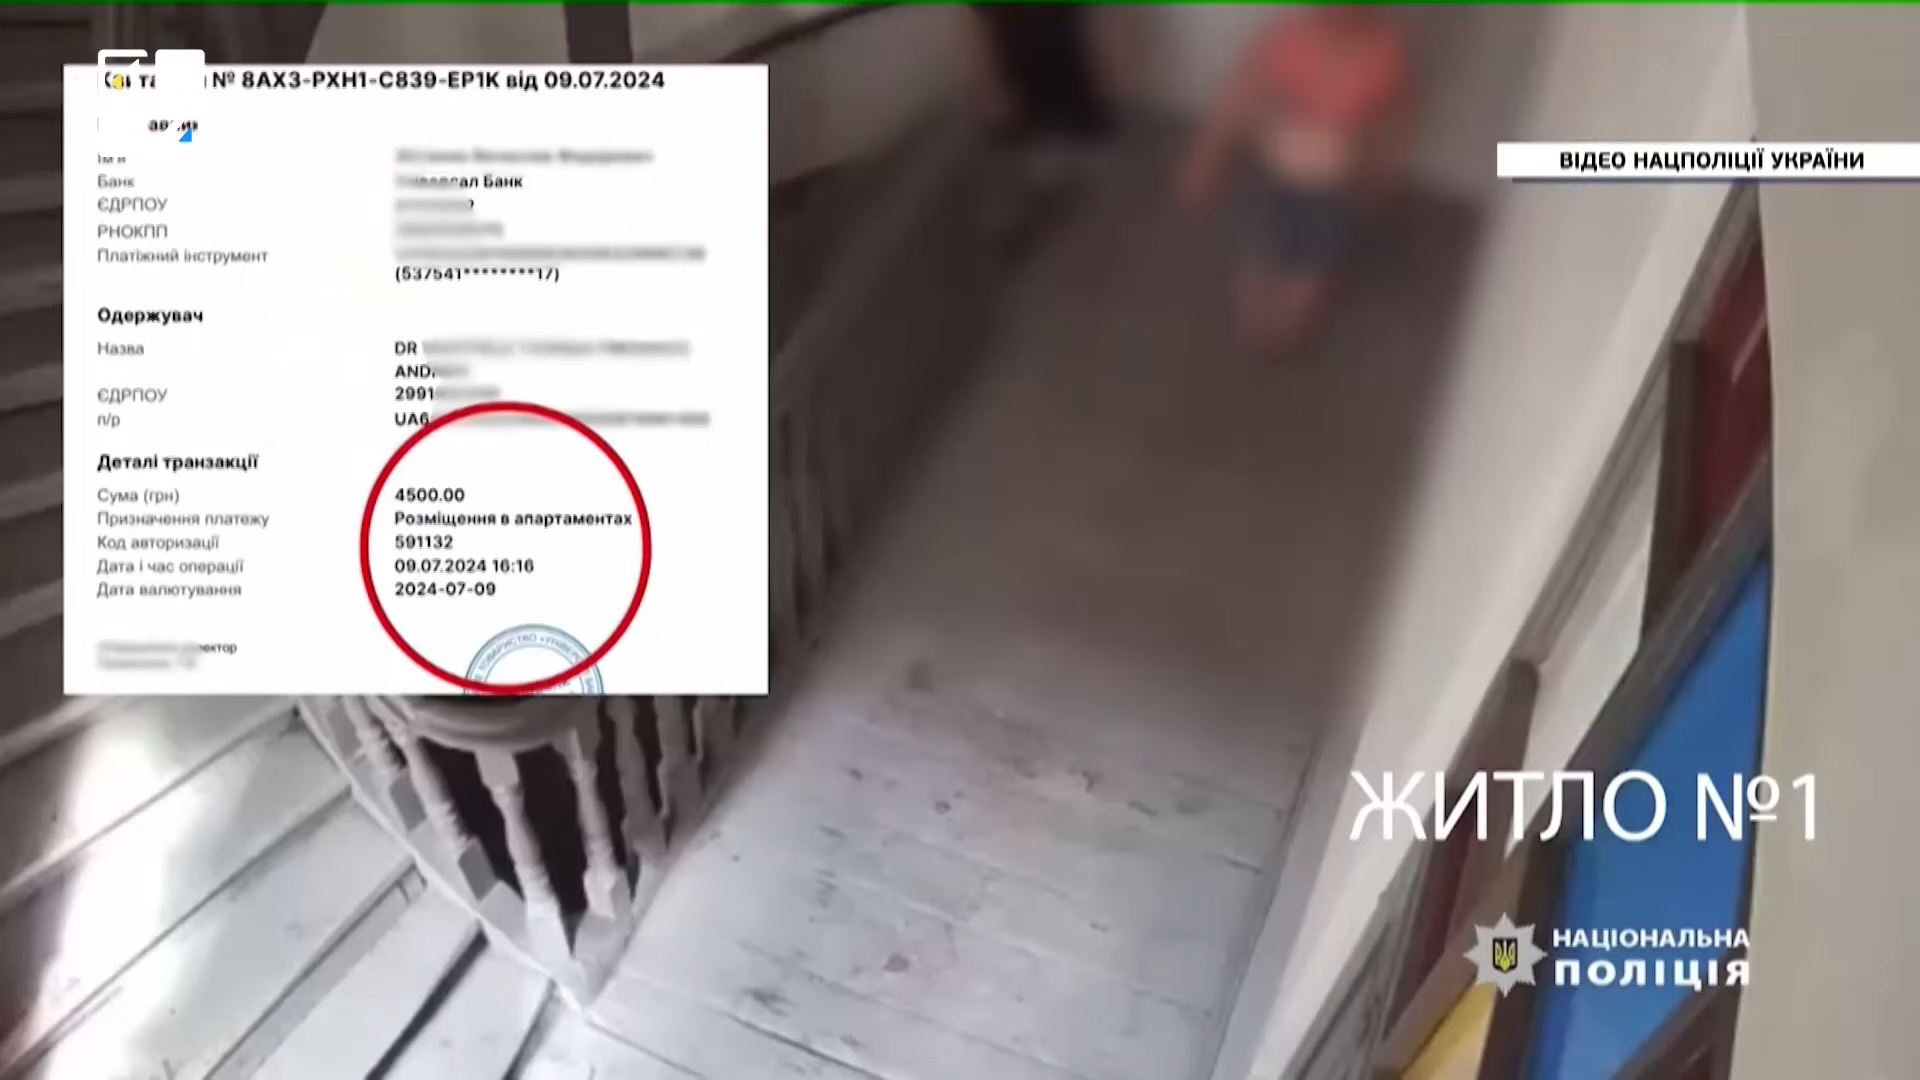 № 8AX3-PXH1-C839-EP1K від 09.07.2024
Ім'я
Банк
Банк
ЄДРПОУ
РНОКПП
Платіжний інструмент
(537541********17)
Одержувач
Назва
DR
ЄДРПОУ
2991
п/р
UA6
Деталі транзакції
Сума (грн)
4500.00
Призначення платежу
Розміщення в апартаментах
Код авторизації
591132
Дата і час операції
09.07.2024 16:16
Дата валютування
2024-07-09
ВІДЕО НАЦПОЛІЦІЇ УКРАЇНИ
ЖИТЛО №1
НАЦІОНАЛЬНА
ПОЛІЦІЯ